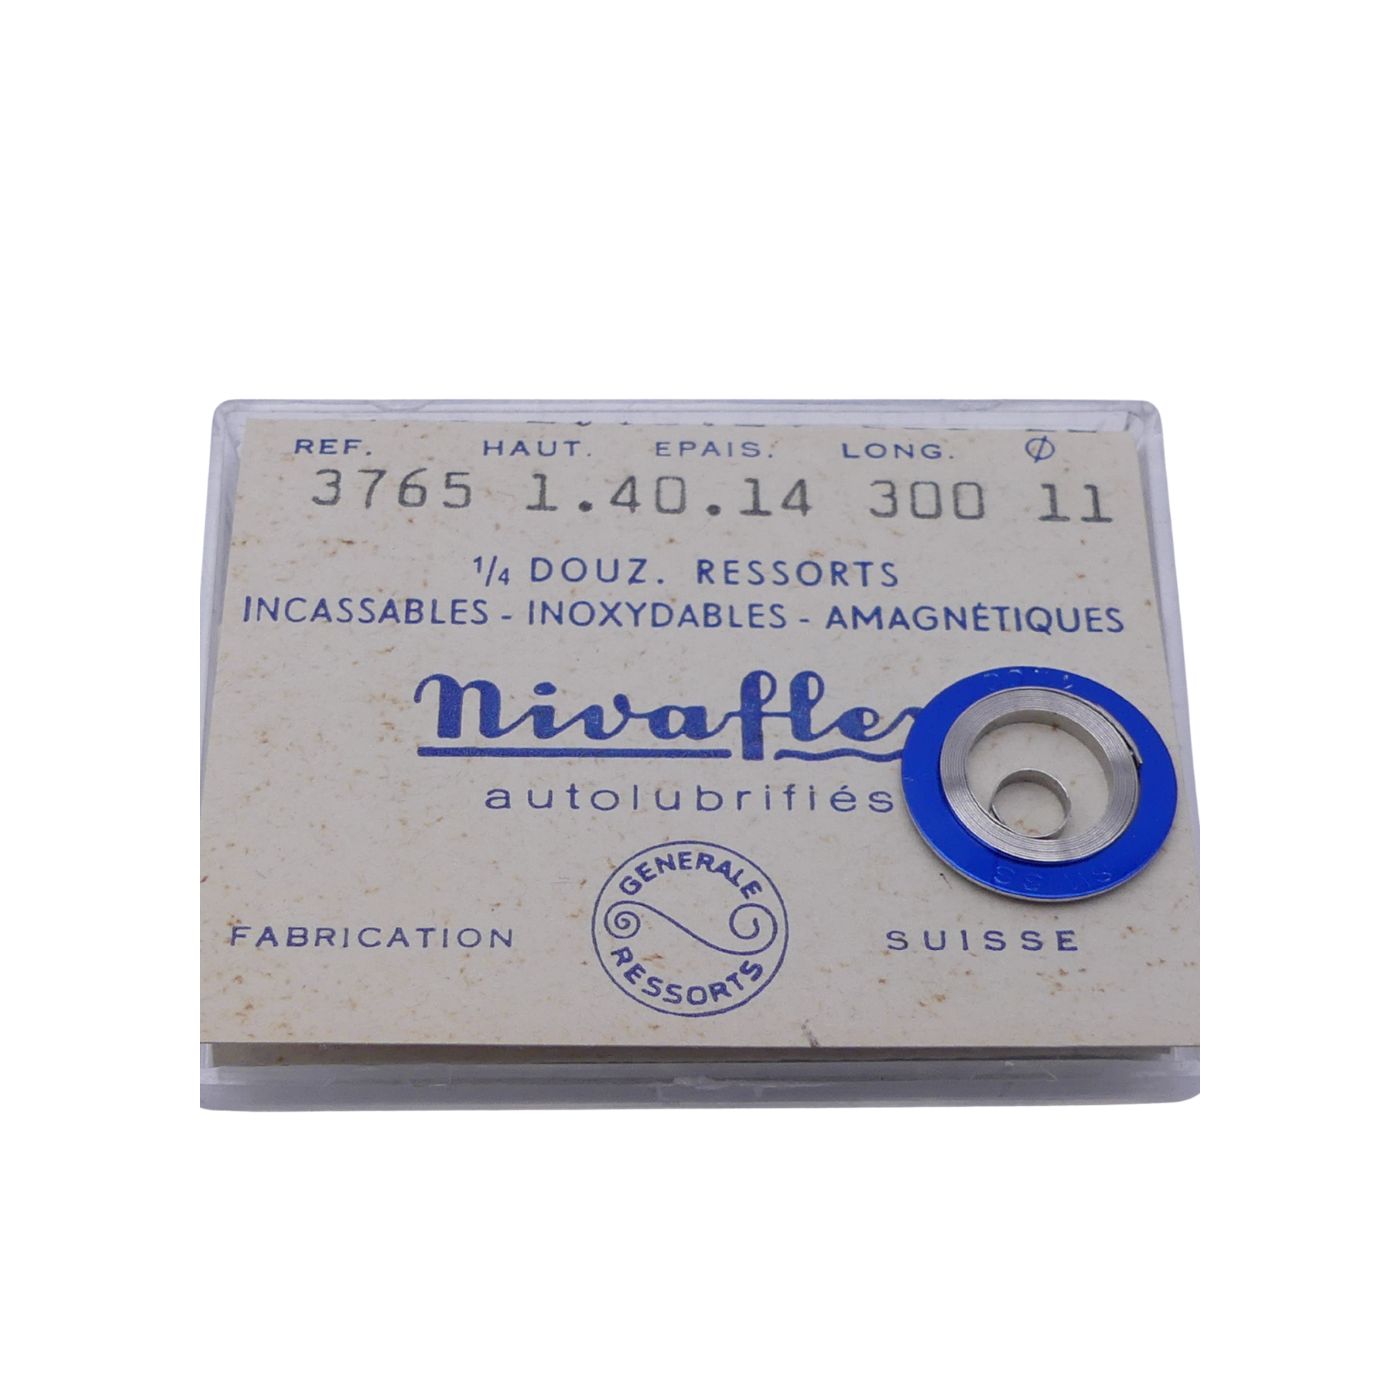 REF. HAUT. EPAIS. LONG. Ø
3765 1.40.14 300 11
1/4 DOUZ. RESSORTS
INCASSABLES - INOXYDABLES - AMAGNÉTIQUES
autolubrifiés
GENERALE
RESSORTS
FABRICATION SUISSE
SWISS